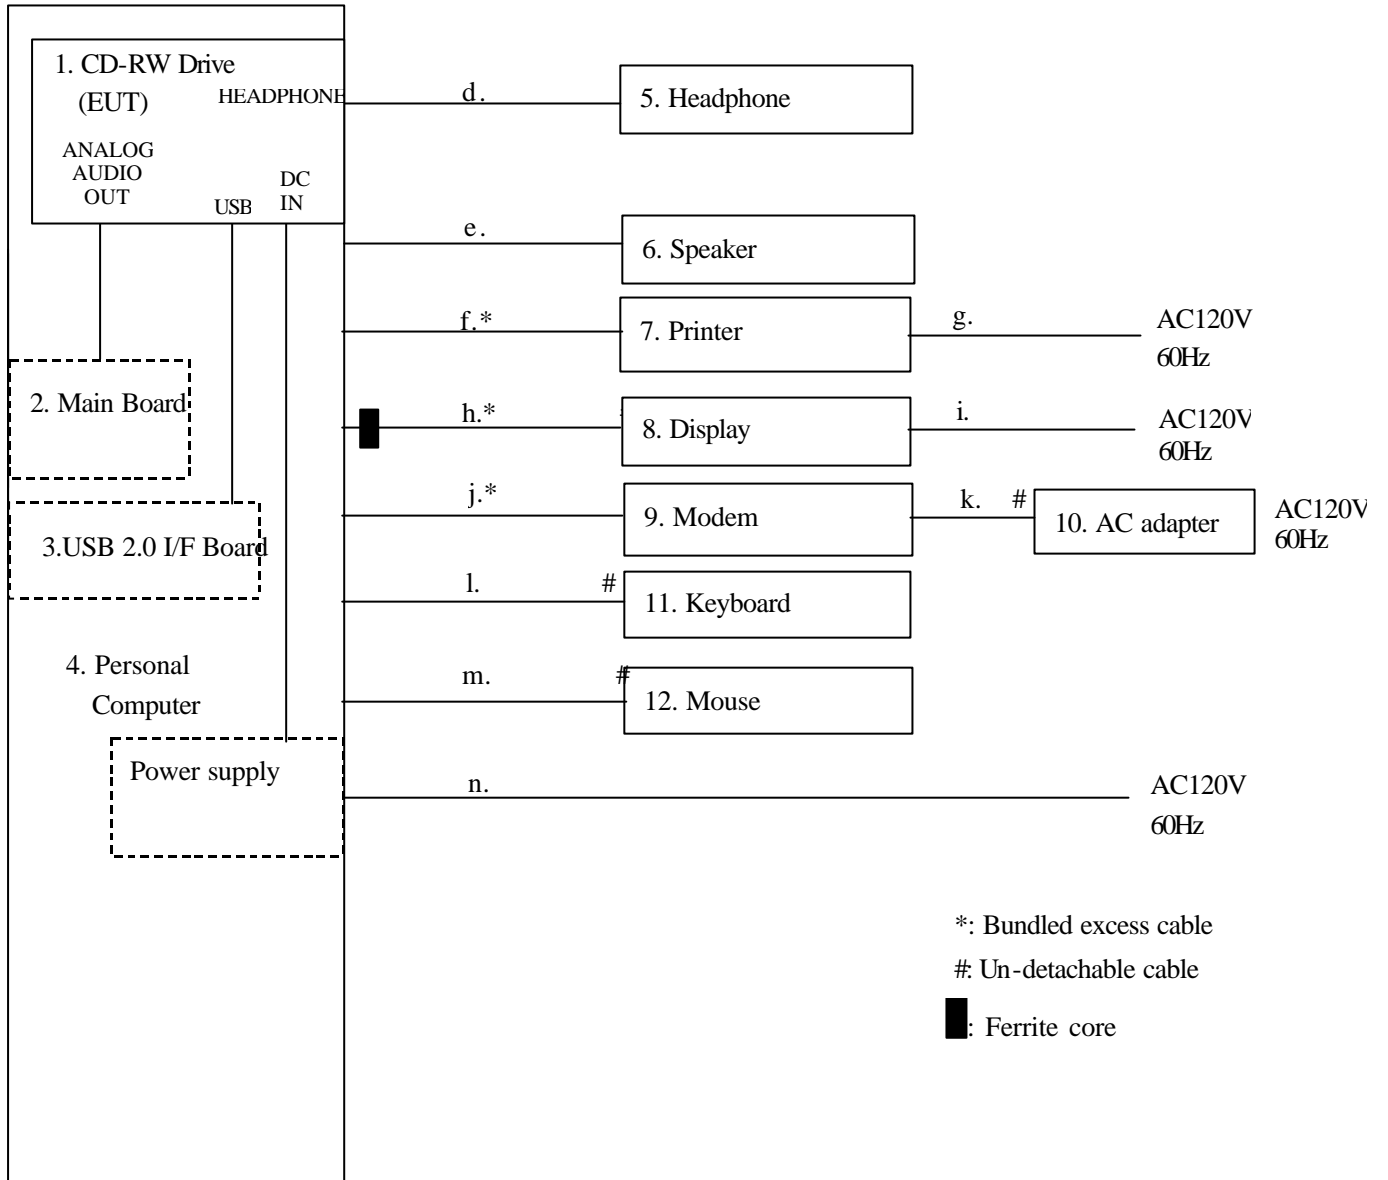 1. CD-RW Drive
(EUT)
HEADPHONE
ANALOG
AUDIO
OUT
USB
DC
IN
d.
5. Headphone
e.
6. Speaker
f.*
7. Printer
g.
AC120V
60Hz
2. Main Board
h.*
8. Display
i.
AC120V
60Hz
j.*
9. Modem
k.
#
10. AC adapter
AC120V
60Hz
3.USB 2.0 I/F Board
l.
#
11. Keyboard
4. Personal
Computer
m.
#
12. Mouse
Power supply
n.
AC120V
60Hz
*: Bundled excess cable
#: Un-detachable cable
: Ferrite core